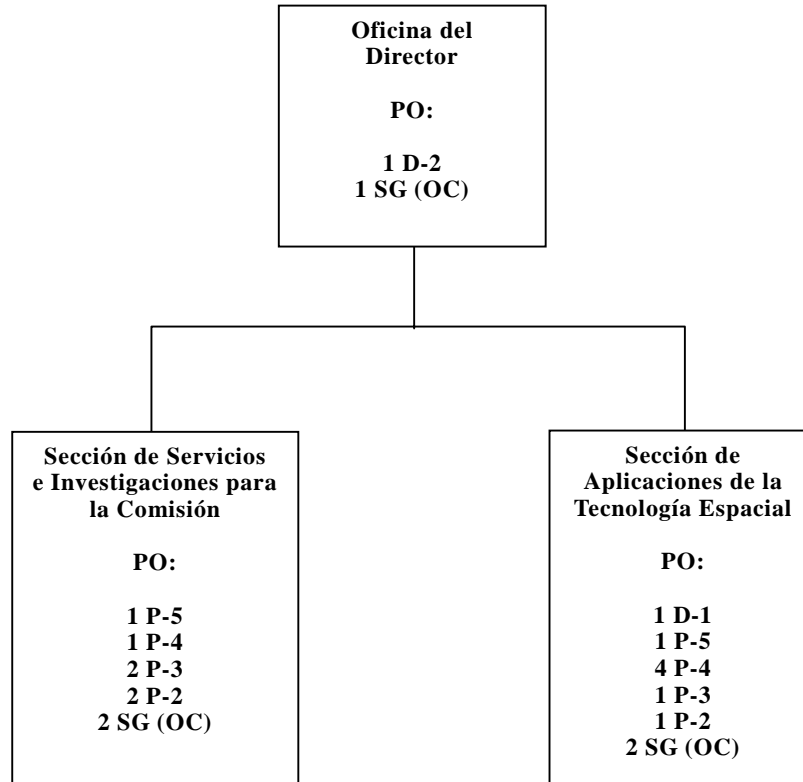 Oficina del
Director
PO:
1 D-2
1 SG (OC)
Sección de Servicios
e Investigaciones para
la Comisión
PO:
1 P-5
1 P-4
2 P-3
2 P-2
2 SG (OC)
Sección de
Aplicaciones de la
Tecnología Espacial
PO:
1 D-1
1 P-5
4 P-4
1 P-3
1 P-2
2 SG (OC)